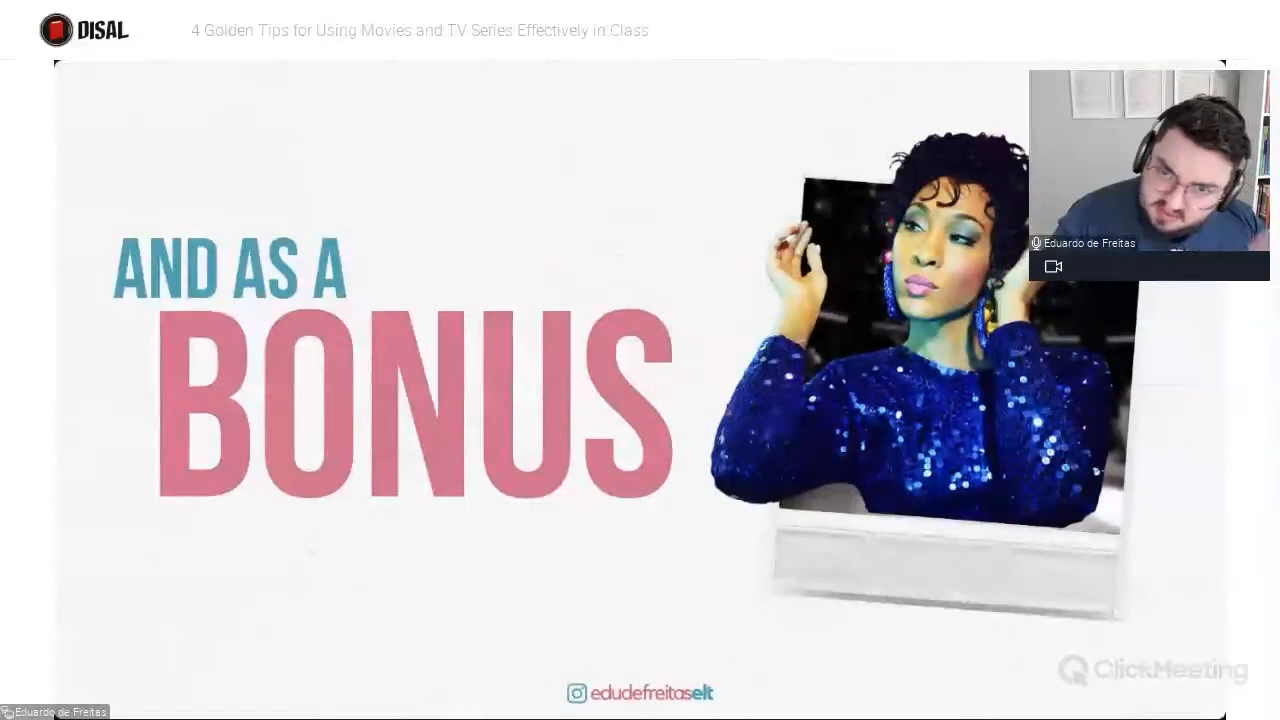 DISAL
4 Golden Tips for Using Movies and TV Series Effectively in Class
Eduardo de Freitas
AND AS A
BONUS
ClickMeeting
edudefreitaselt
Eduardo de Freitas